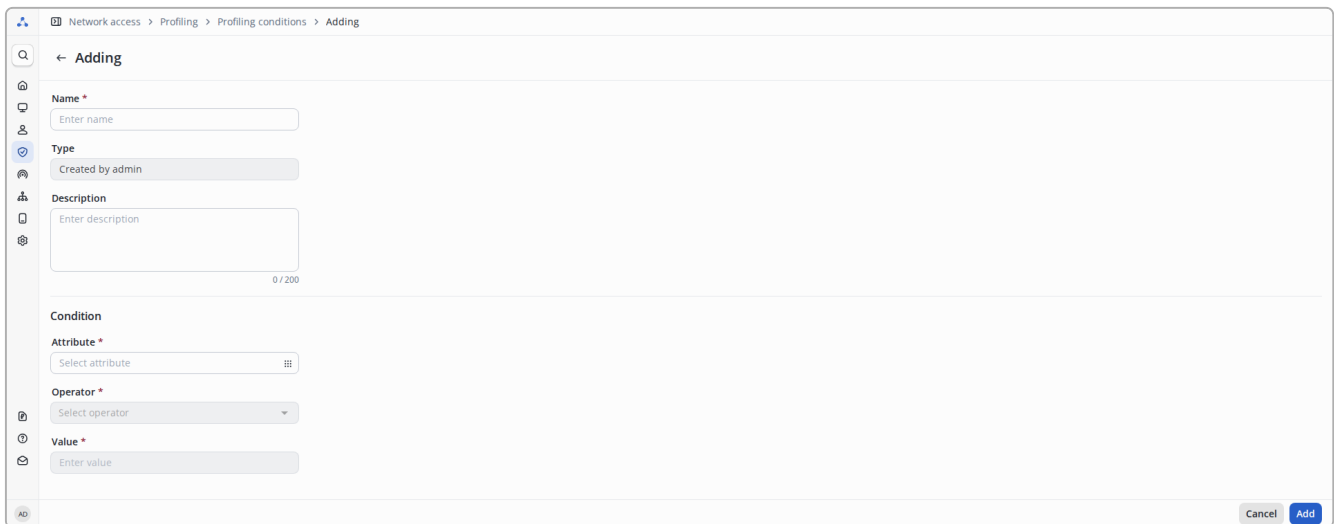 Network access > Profiling > Profiling conditions > Adding
← Adding
Name *
Enter name
Type
Created by admin
Description
Enter description
0 / 200
Condition
Attribute *
Select attribute
Operator *
Select operator
Value *
Enter value
AD
Cancel
Add